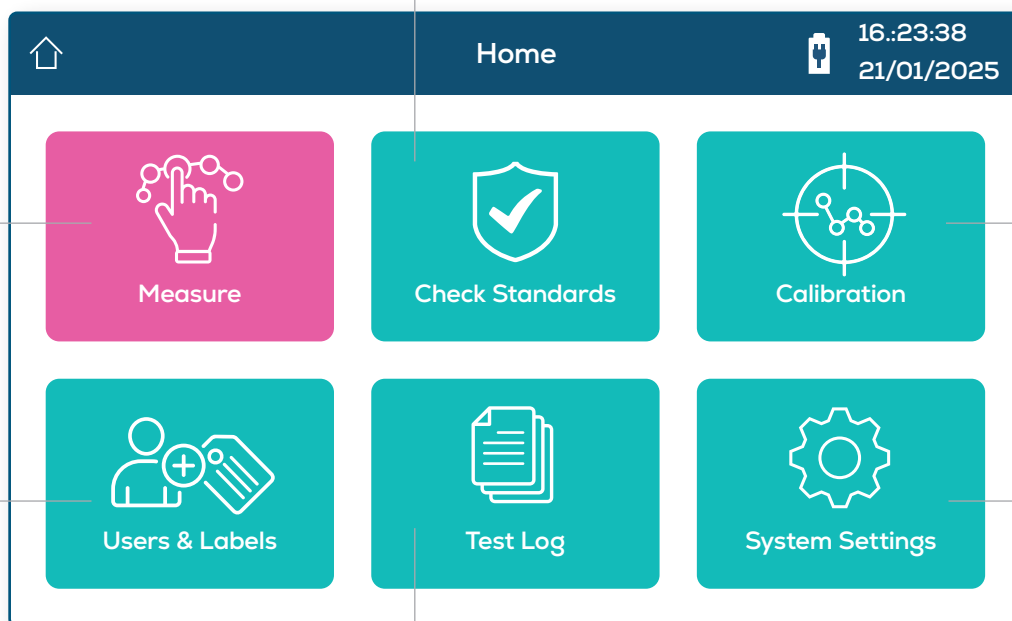 Home
16.:23:38
21/01/2025
Measure
Check Standards
Calibration
Users & Labels
Test Log
System Settings